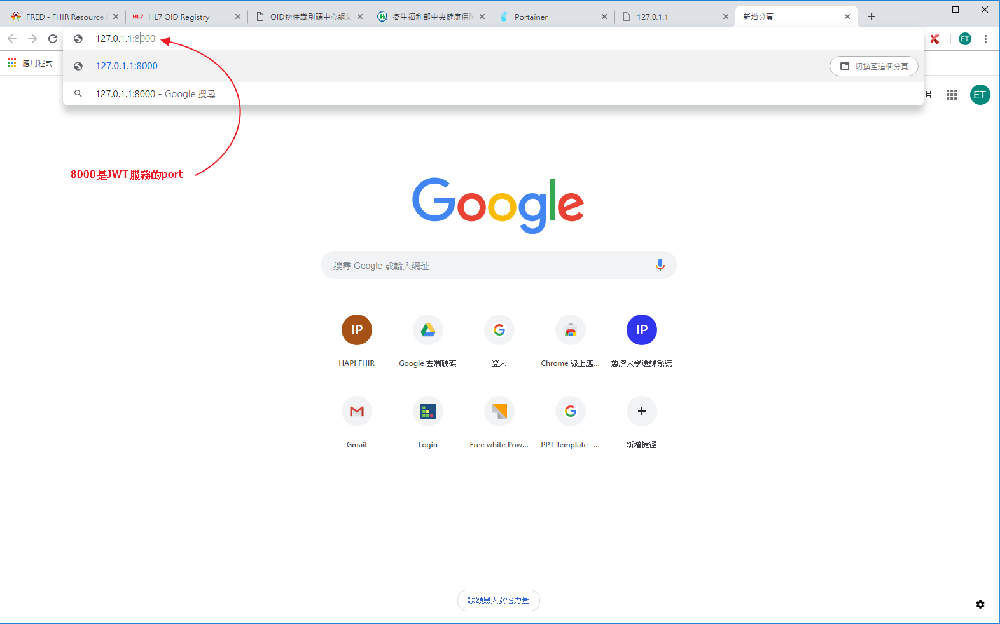 FRED - FHIR Resource
HL7 HL7 OID Registry
OID物件識別碼中心網站
衛生福利部中央健康保險
Portainer
127.0.1.1
新增分頁
127.0.1.1:8000
ET
應用程式
127.0.1.1:8000
切換至這個分頁
127.0.1.1:8000 - Google 搜尋
片
ET
8000是JWT服務的port
Google
搜尋 Google 或輸入網址
IP
IP
HAPI FHIR
Google 雲端硬碟
登入
Chrome 線上應...
慈濟大學選課系統
Gmail
Login
Free white Pow...
PPT Template –...
新增捷徑
歌頌黑人女性力量